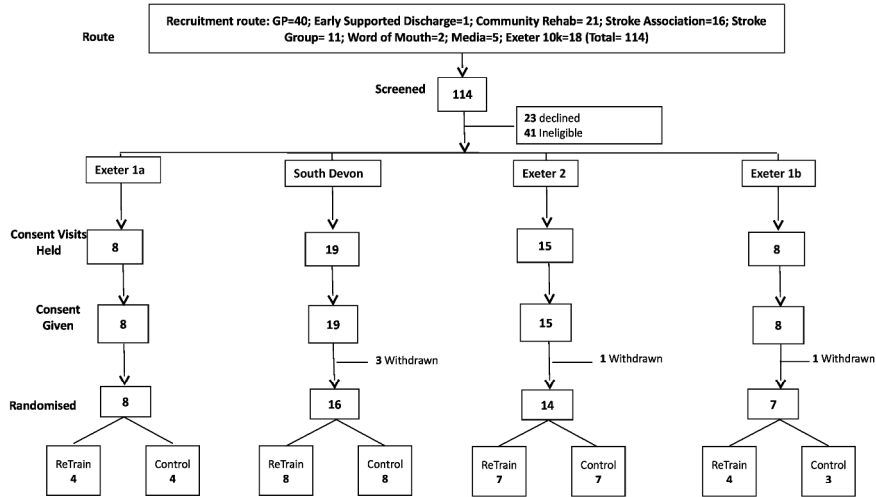 Recruitment route: GP=40; Early Supported Discharge=1; Community Rehab= 21; Stroke Association=16; Stroke
Group= 11; Word of Mouth=2; Media=5; Exeter 10k=18 (Total= 114)
Route
Screened
114
23 declined
41 Ineligible
Exeter 1a
South Devon
Exeter 2
Exeter 1b
Consent Visits
Held
8
19
15
8
Consent
Given
8
19
15
8
3 Withdrawn
1 Withdrawn
1 Withdrawn
Randomised
8
16
14
7
ReTrain
4
Control
4
ReTrain
8
Control
8
ReTrain
7
Control
7
ReTrain
4
Control
3